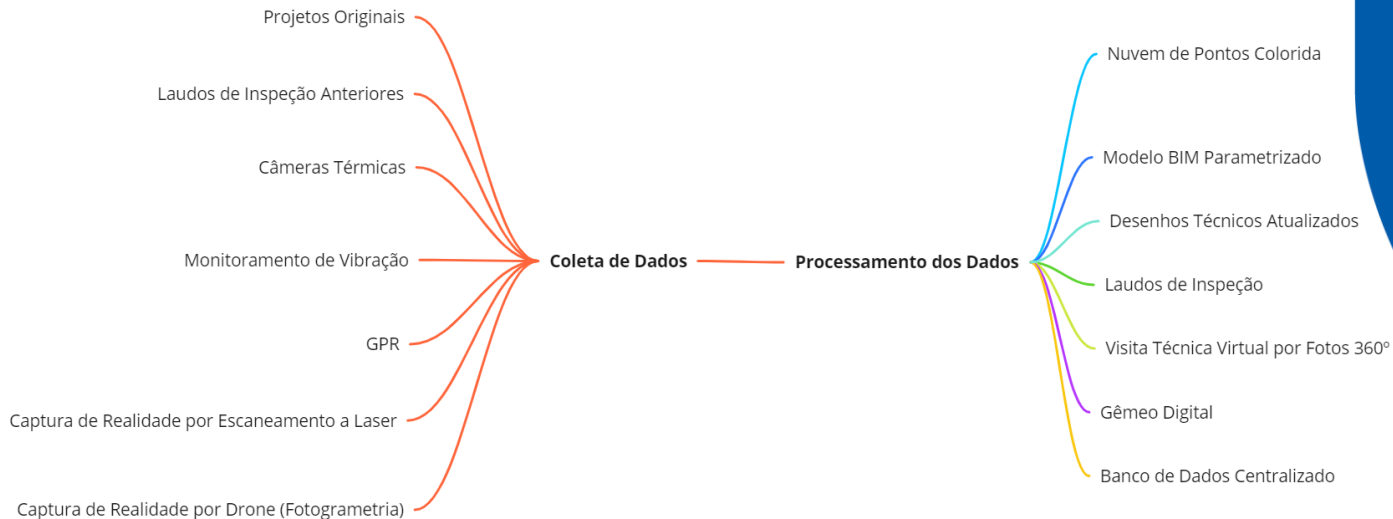 Projetos Originais
Laudos de Inspeção Anteriores
Câmeras Térmicas
Monitoramento de Vibração
GPR
Captura de Realidade por Escaneamento a Laser
Captura de Realidade por Drone (Fotogrametria)
Coleta de Dados
Processamento dos Dados
Nuvem de Pontos Colorida
Modelo BIM Parametrizado
Desenhos Técnicos Atualizados
Laudos de Inspeção
Visita Técnica Virtual por Fotos 360º
Gêmeo Digital
Banco de Dados Centralizado